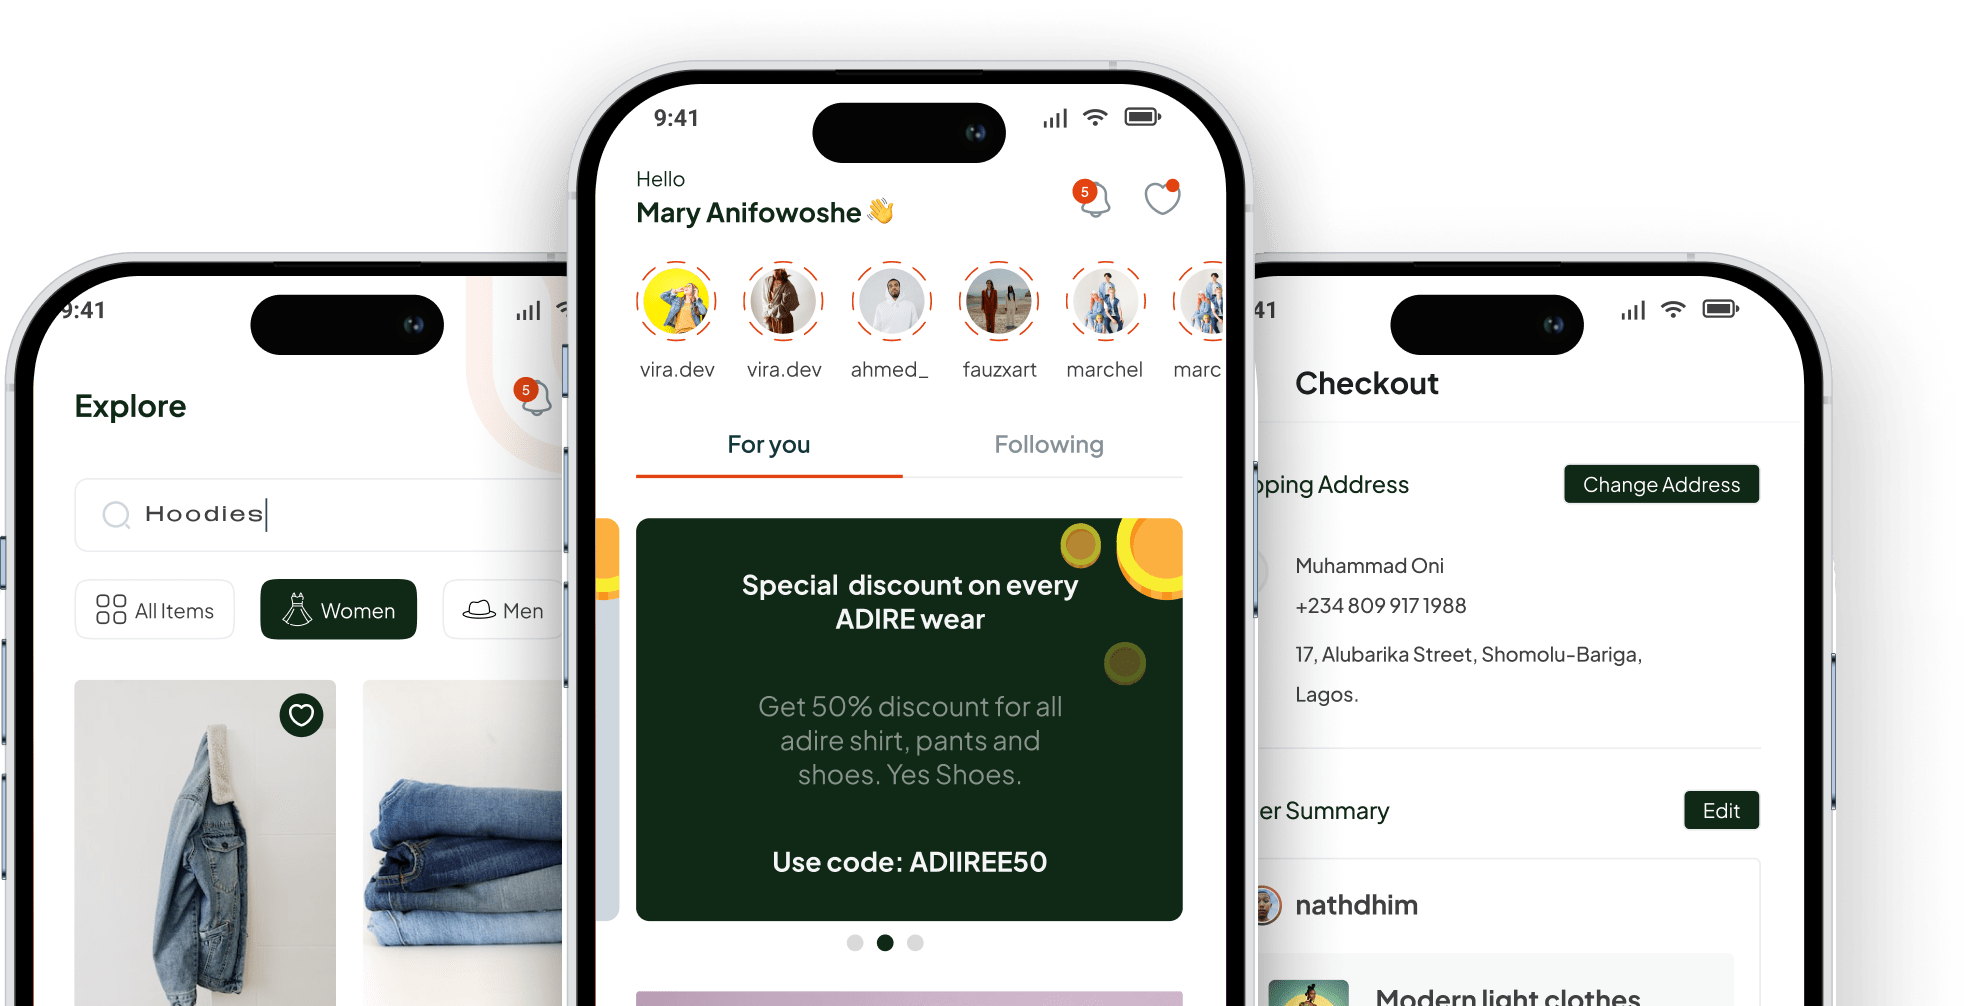 9:41
Explore
5
Hoodies
All Items
Women
Men
9:41
Hello
Mary Anifowoshe
5
vira.dev vira.dev ahmed_ fauzxart marchel marc
For you Following
Special discount on every
ADIRE wear
Get 50% discount for all
adire shirt, pants and
shoes. Yes Shoes.
Use code: ADIIREE50
41
Checkout
pping Address
Change Address
Muhammad Oni
+234 809 917 1988
17, Alubarika Street, Shomolu-Bariga,
Lagos.
er Summary
Edit
nathdhim
Modern light clothes